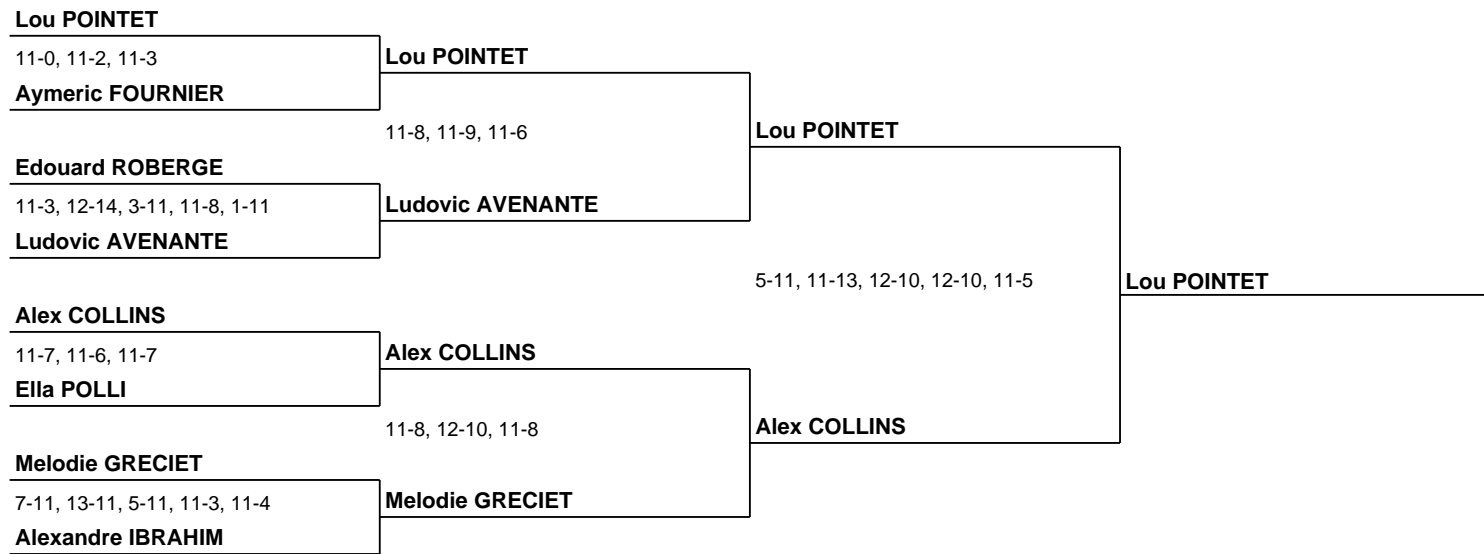 Lou POINTET
11-0, 11-2, 11-3
Lou POINTET
Aymeric FOURNIER
11-8, 11-9, 11-6
Lou POINTET
Edouard ROBERGE
11-3, 12-14, 3-11, 11-8, 1-11
Ludovic AVENANTE
Ludovic AVENANTE
5-11, 11-13, 12-10, 12-10, 11-5
Lou POINTET
Alex COLLINS
11-7, 11-6, 11-7
Alex COLLINS
Ella POLLI
11-8, 12-10, 11-8
Alex COLLINS
Melodie GRECIET
7-11, 13-11, 5-11, 11-3, 11-4
Melodie GRECIET
Alexandre IBRAHIM